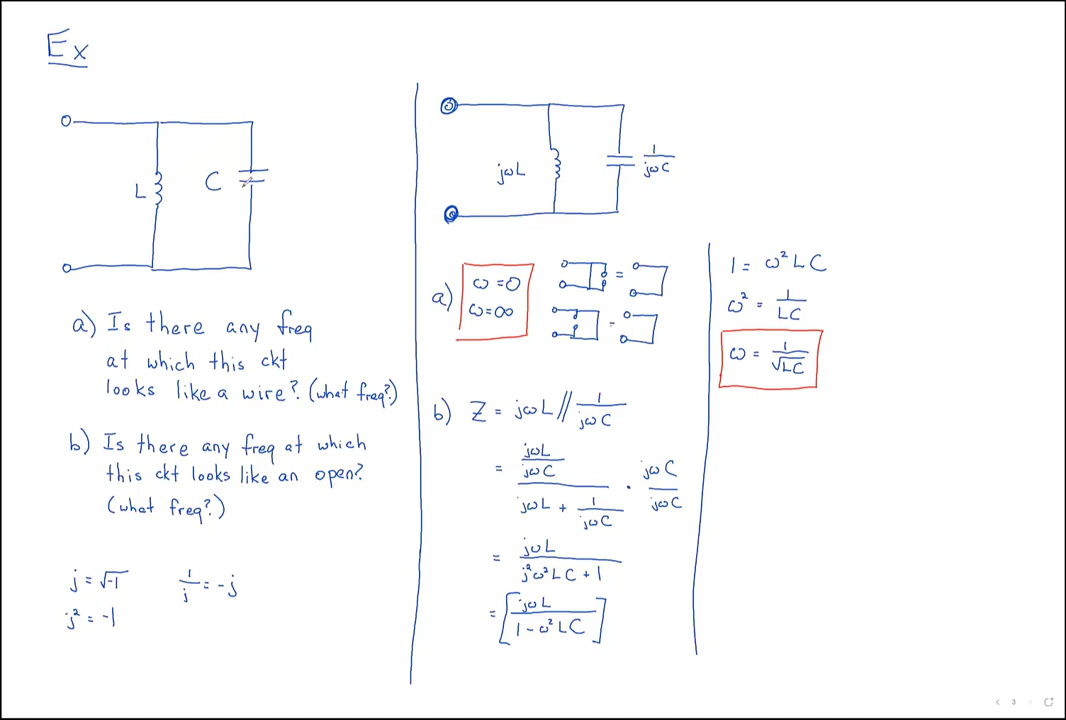 Ex
L
C
a) Is there any freq
at which this ckt
looks like a wire? (what freq?)
b) Is there any freq at which
this ckt looks like an open?
(what freq?)
j = √-1
1/j = -j
j² = -1
jωL
1/jωC
a)
ω = 0
ω = ∞
=
=
b) Z = jωL // 1/jωC
= (jωL/jωC)/(jωL + 1/jωC) · jωC/jωC
= jωL/(j²ω²LC + 1)
= [jωL/(1 - ω²LC)]
1 = ω²LC
ω² = 1/LC
ω = 1/√LC
3